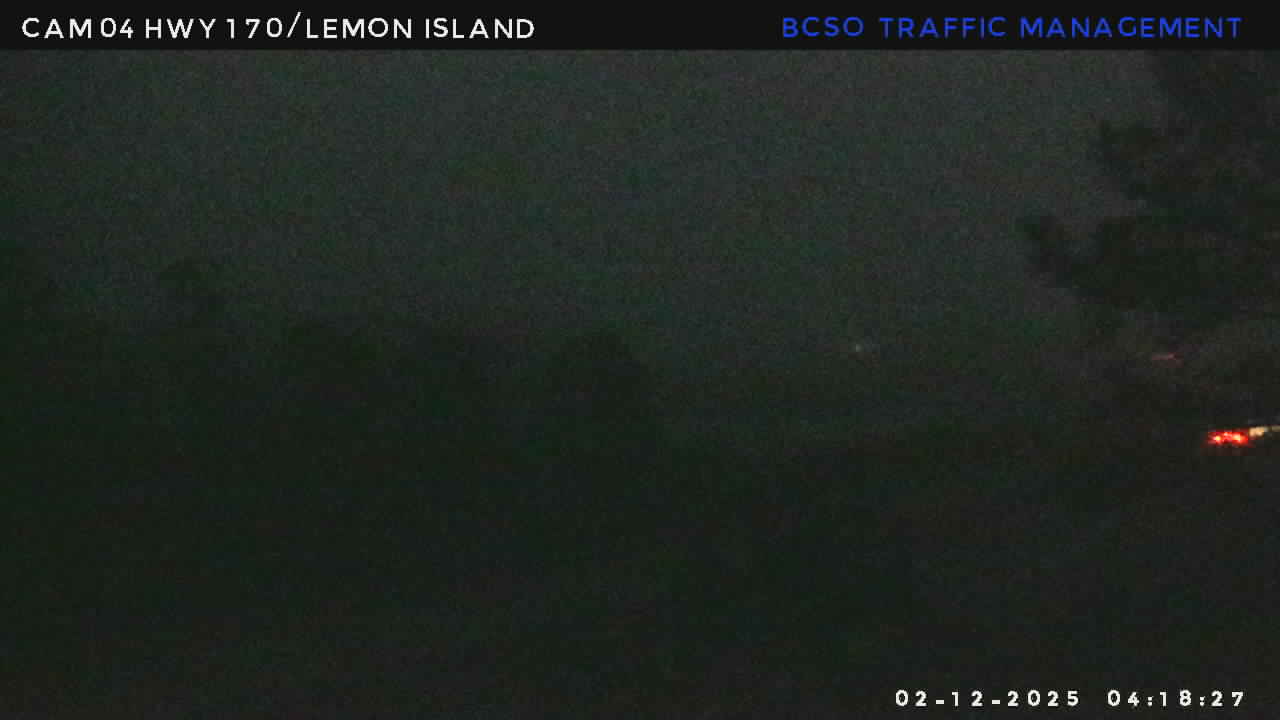 CAM04 HWY 170/LEMON ISLAND
BCSO TRAFFIC MANAGEMENT
02-12-2025 04:18:27